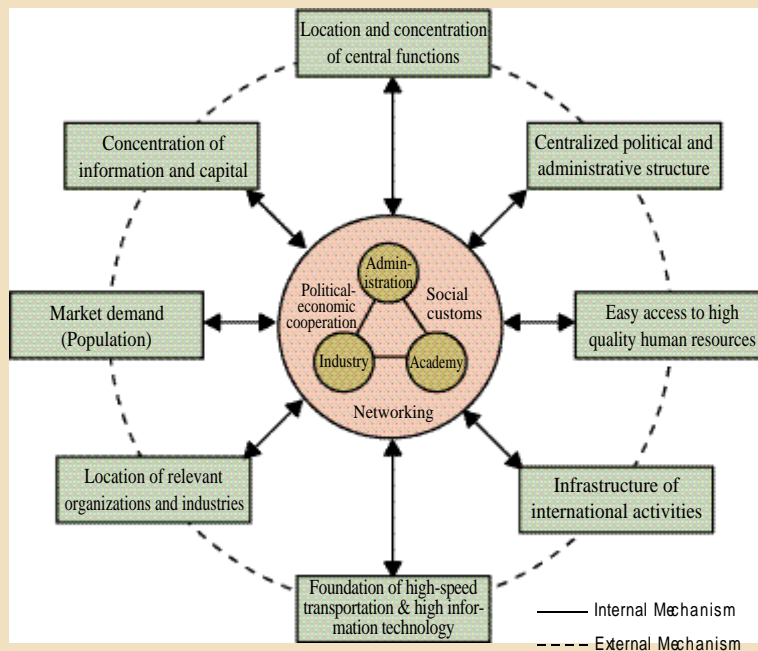 Location and concentration
of central functions
Concentration of
information and capital
Centralized political and
administrative structure
Admin-
istration
Political-
economic
cooperation
Social
customs
Market demand
(Population)
Easy access to high
quality human resources
Industry
Academy
Networking
Location of relevant
organizations and industries
Infrastructure of
international activities
Foundation of high-speed
transportation & high infor-
mation technology
Internal Mechanism
External Mechanism